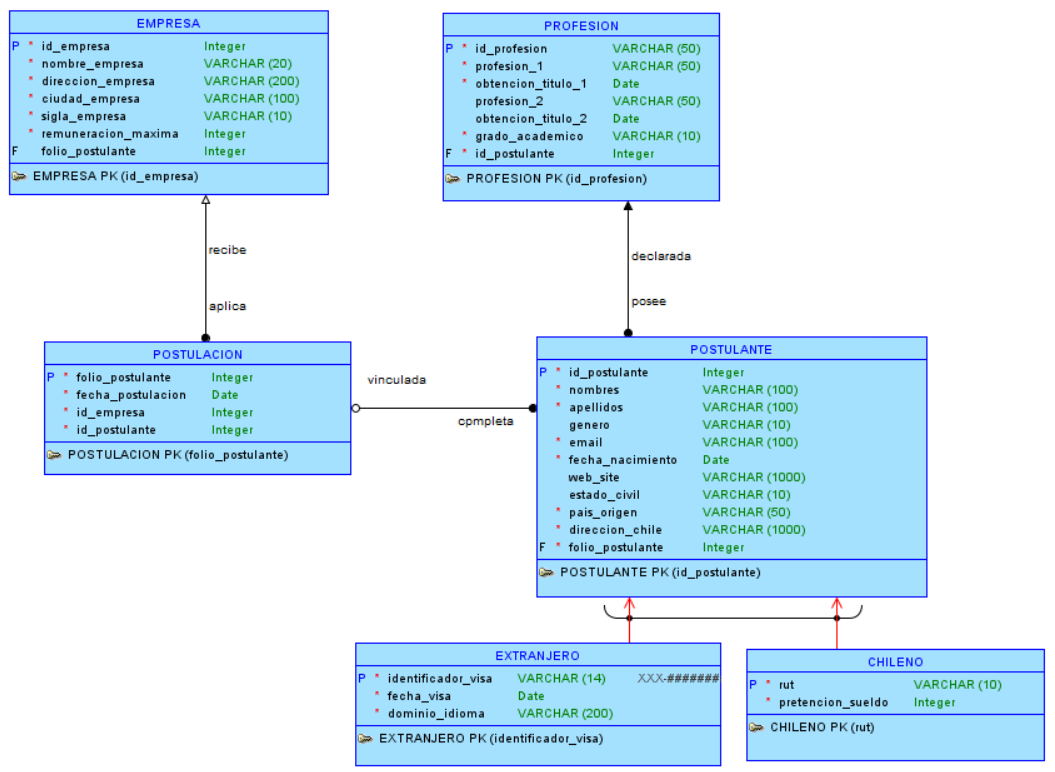 EMPRESA
P * id_empresa Integer
* nombre_empresa VARCHAR (20)
* direccion_empresa VARCHAR (200)
* ciudad_empresa VARCHAR (100)
* sigla_empresa VARCHAR (10)
* remuneracion_maxima Integer
F folio_postulante Integer
EMPRESA PK (id_empresa)
PROFESION
P * id_profesion VARCHAR (50)
* profesion_1 VARCHAR (50)
* obtencion_titulo_1 Date
profesion_2 VARCHAR (50)
obtencion_titulo_2 Date
* grado_academico VARCHAR (10)
F * id_postulante Integer
PROFESION PK (id_profesion)
recibe
aplica
declarada
posee
POSTULACION
P * folio_postulante Integer
* fecha_postulacion Date
* id_empresa Integer
* id_postulante Integer
POSTULACION PK (folio_postulante)
vinculada
cpmpleta
POSTULANTE
P * id_postulante Integer
* nombres VARCHAR (100)
* apellidos VARCHAR (100)
genero VARCHAR (10)
* email VARCHAR (100)
* fecha_nacimiento Date
web_site VARCHAR (1000)
estado_civil VARCHAR (10)
* pais_origen VARCHAR (50)
* direccion_chile VARCHAR (1000)
F * folio_postulante Integer
POSTULANTE PK (id_postulante)
EXTRANJERO
P * identificador_visa VARCHAR (14) XXX-#######
* fecha_visa Date
* dominio_idioma VARCHAR (200)
EXTRANJERO PK (identificador_visa)
CHILENO
P * rut VARCHAR (10)
* pretencion_sueldo Integer
CHILENO PK (rut)